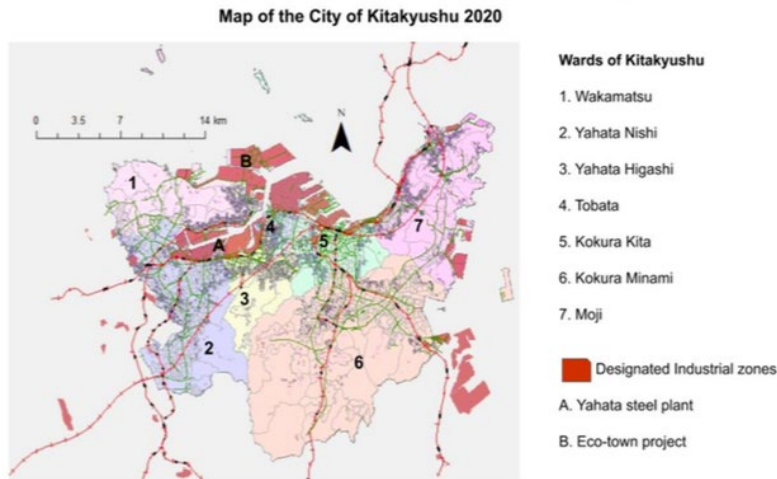 Map of the City of Kitakyushu 2020
N
0 3.5 7 14 km
B
1
4
7
A
5
3
2
6
Wards of Kitakyushu
1. Wakamatsu
2. Yahata Nishi
3. Yahata Higashi
4. Tobata
5. Kokura Kita
6. Kokura Minami
7. Moji
Designated Industrial zones
A. Yahata steel plant
B. Eco-town project